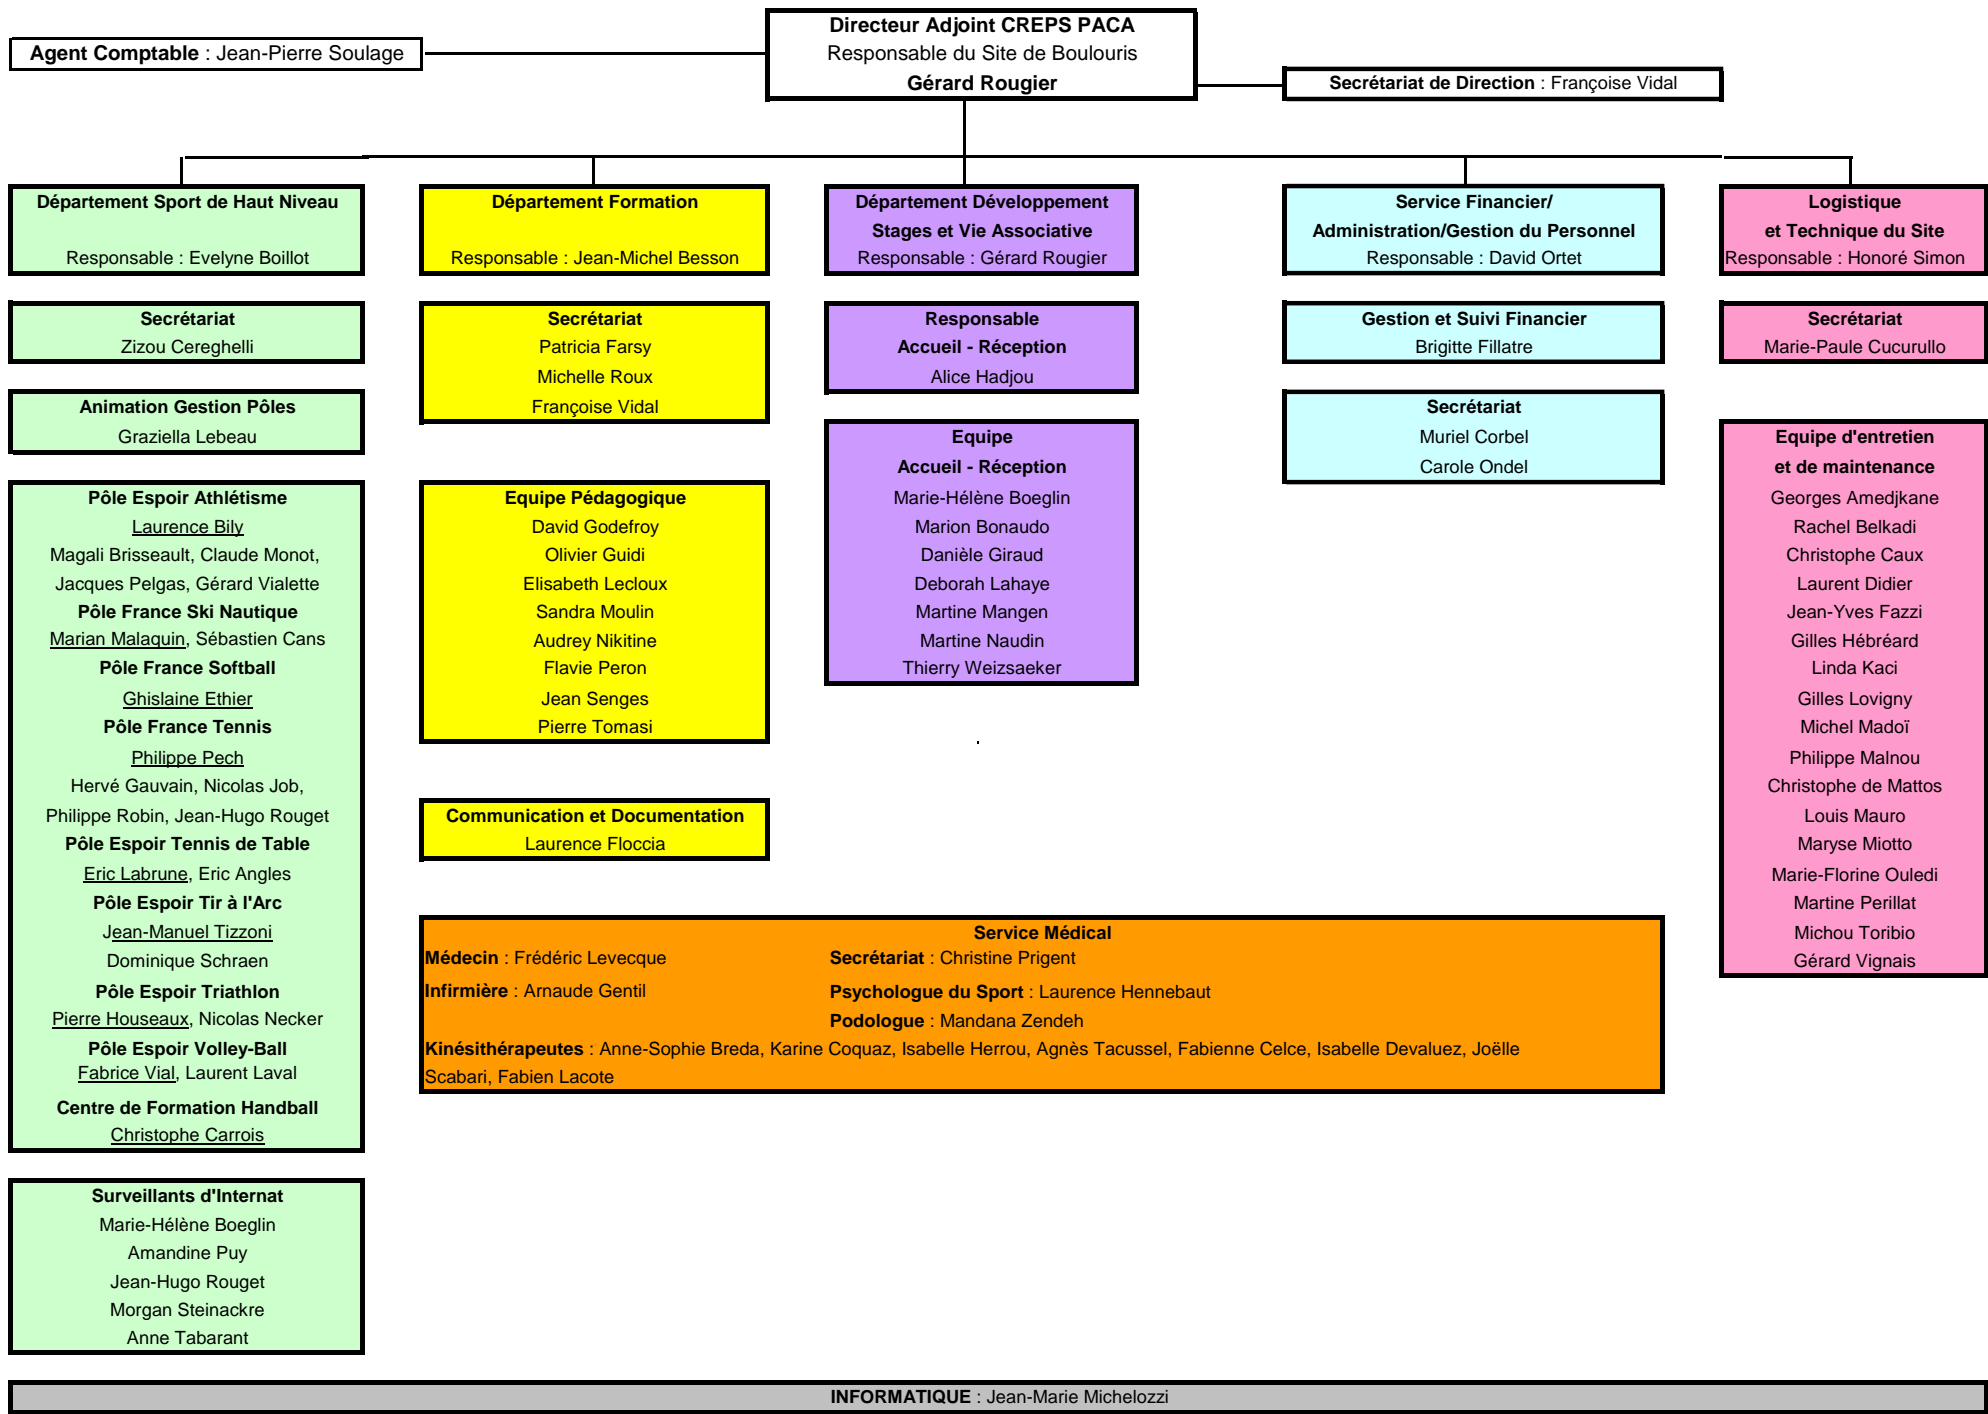 Directeur Adjoint CREPS PACA
Responsable du Site de Boulouris
Gérard Rougier
Agent Comptable : Jean-Pierre Soulage
Secrétariat de Direction : Françoise Vidal
Département Sport de Haut Niveau
Responsable : Evelyne Boillot
Secrétariat
Zizou Cereghelli
Animation Gestion Pôles
Graziella Lebeau
Pôle Espoir Athlétisme
Laurence Bily
Magali Brisseault, Claude Monot,
Jacques Pelgas, Gérard Vialette
Pôle France Ski Nautique
Marian Malaquin, Sébastien Cans
Pôle France Softball
Ghislaine Ethier
Pôle France Tennis
Philippe Pech
Hervé Gauvain, Nicolas Job,
Philippe Robin, Jean-Hugo Rouget
Pôle Espoir Tennis de Table
Eric Labrune, Eric Angles
Pôle Espoir Tir à l'Arc
Jean-Manuel Tizzoni
Dominique Schraen
Pôle Espoir Triathlon
Pierre Houseaux, Nicolas Necker
Pôle Espoir Volley-Ball
Fabrice Vial, Laurent Laval
Centre de Formation Handball
Christophe Carrois
Surveillants d'Internat
Marie-Hélène Boeglin
Amandine Puy
Jean-Hugo Rouget
Morgan Steinackre
Anne Tabarant
Département Formation
Responsable : Jean-Michel Besson
Secrétariat
Patricia Farsy
Michelle Roux
Françoise Vidal
Equipe Pédagogique
David Godefroy
Olivier Guidi
Elisabeth Lecloux
Sandra Moulin
Audrey Nikitine
Flavie Peron
Jean Senges
Pierre Tomasi
Communication et Documentation
Laurence Floccia
Département Développement
Stages et Vie Associative
Responsable : Gérard Rougier
Responsable
Accueil - Réception
Alice Hadjou
Equipe
Accueil - Réception
Marie-Hélène Boeglin
Marion Bonaudo
Danièle Giraud
Deborah Lahaye
Martine Mangen
Martine Naudin
Thierry Weizsaeker
Service Financier/
Administration/Gestion du Personnel
Responsable : David Ortet
Gestion et Suivi Financier
Brigitte Fillatre
Secrétariat
Muriel Corbel
Carole Ondel
Logistique
et Technique du Site
Responsable : Honoré Simon
Secrétariat
Marie-Paule Cucurullo
Equipe d'entretien
et de maintenance
Georges Amedjkane
Rachel Belkadi
Christophe Caux
Laurent Didier
Jean-Yves Fazzi
Gilles Hébréard
Linda Kaci
Gilles Lovigny
Michel Madoï
Philippe Malnou
Christophe de Mattos
Louis Mauro
Maryse Miotto
Marie-Florine Ouledi
Martine Perillat
Michou Toribio
Gérard Vignais
Service Médical
Médecin : Frédéric Levecque
Secrétariat : Christine Prigent
Infirmière : Arnaude Gentil
Psychologue du Sport : Laurence Hennebaut
Podologue : Mandana Zendeh
Kinésithérapeutes : Anne-Sophie Breda, Karine Coquaz, Isabelle Herrou, Agnès Tacussel, Fabienne Celce, Isabelle Devaluez, Joëlle
Scabari, Fabien Lacote
INFORMATIQUE : Jean-Marie Michelozzi